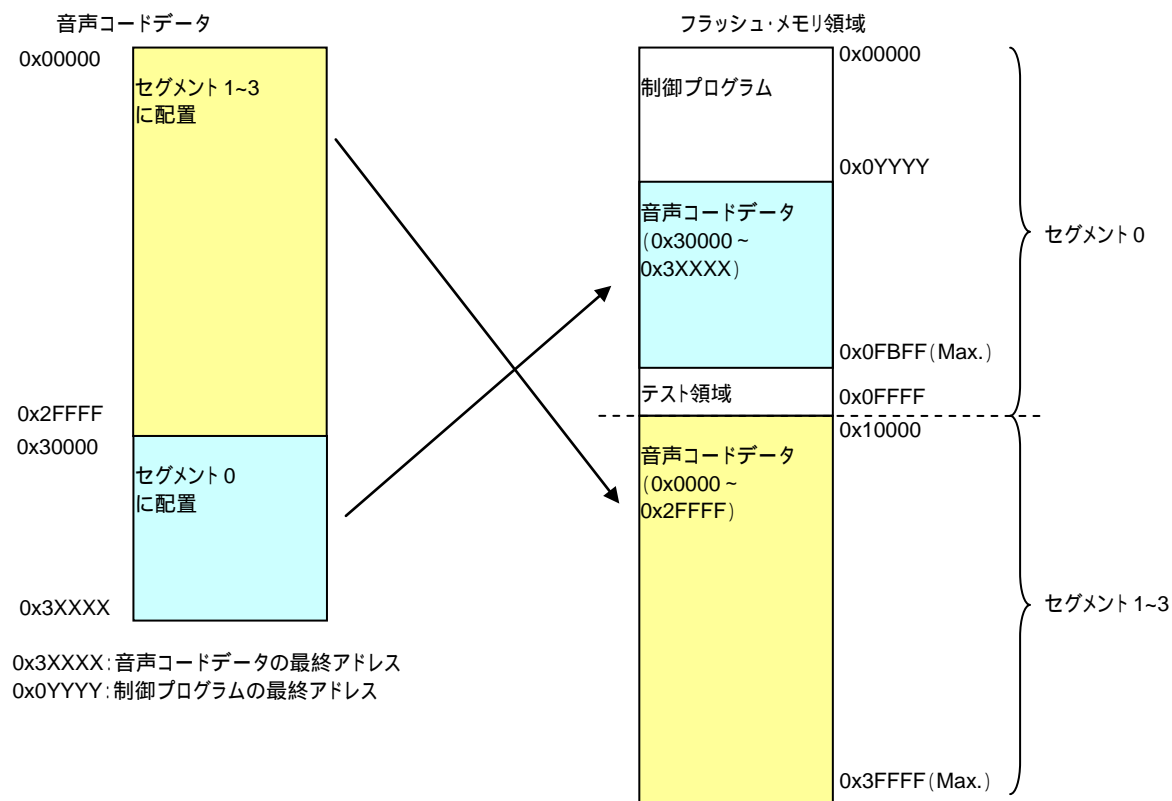 音声コードデータ
0x00000
セグメント 1~3
に配置
0x2FFFF
0x30000
セグメント 0
に配置
0x3XXXX
0x3XXXX:音声コードデータの最終アドレス
0x0YYYY:制御プログラムの最終アドレス
フラッシュ・メモリ領域
0x00000
制御プログラム
0x0YYYY
音声コードデータ
(0x30000 ~
0x3XXXX)
0x0FBFF(Max.)
テスト領域
0x0FFFF
セグメント 0
0x10000
音声コードデータ
(0x0000 ~
0x2FFFF)
セグメント 1~3
0x3FFFF(Max.)